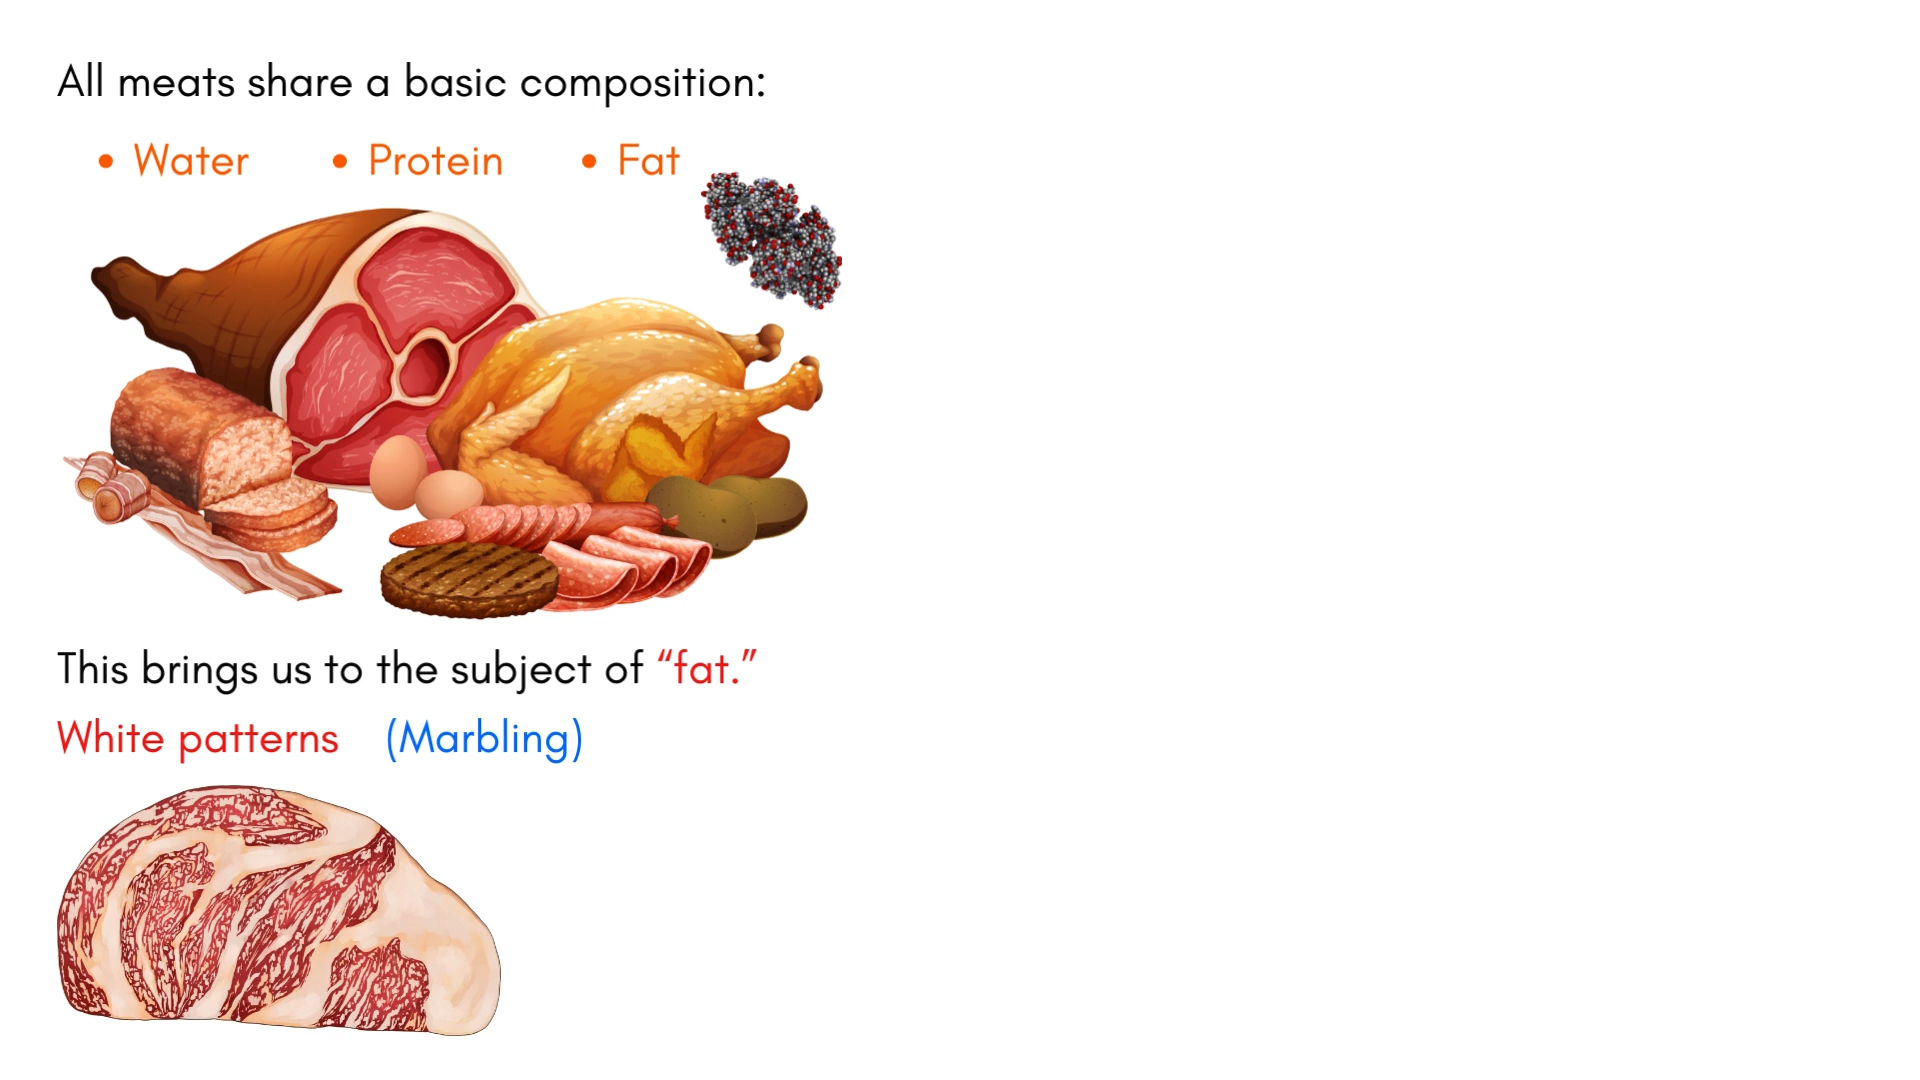 All meats share a basic composition:
• Water • Protein • Fat
This brings us to the subject of “fat.”
White patterns (Marbling)